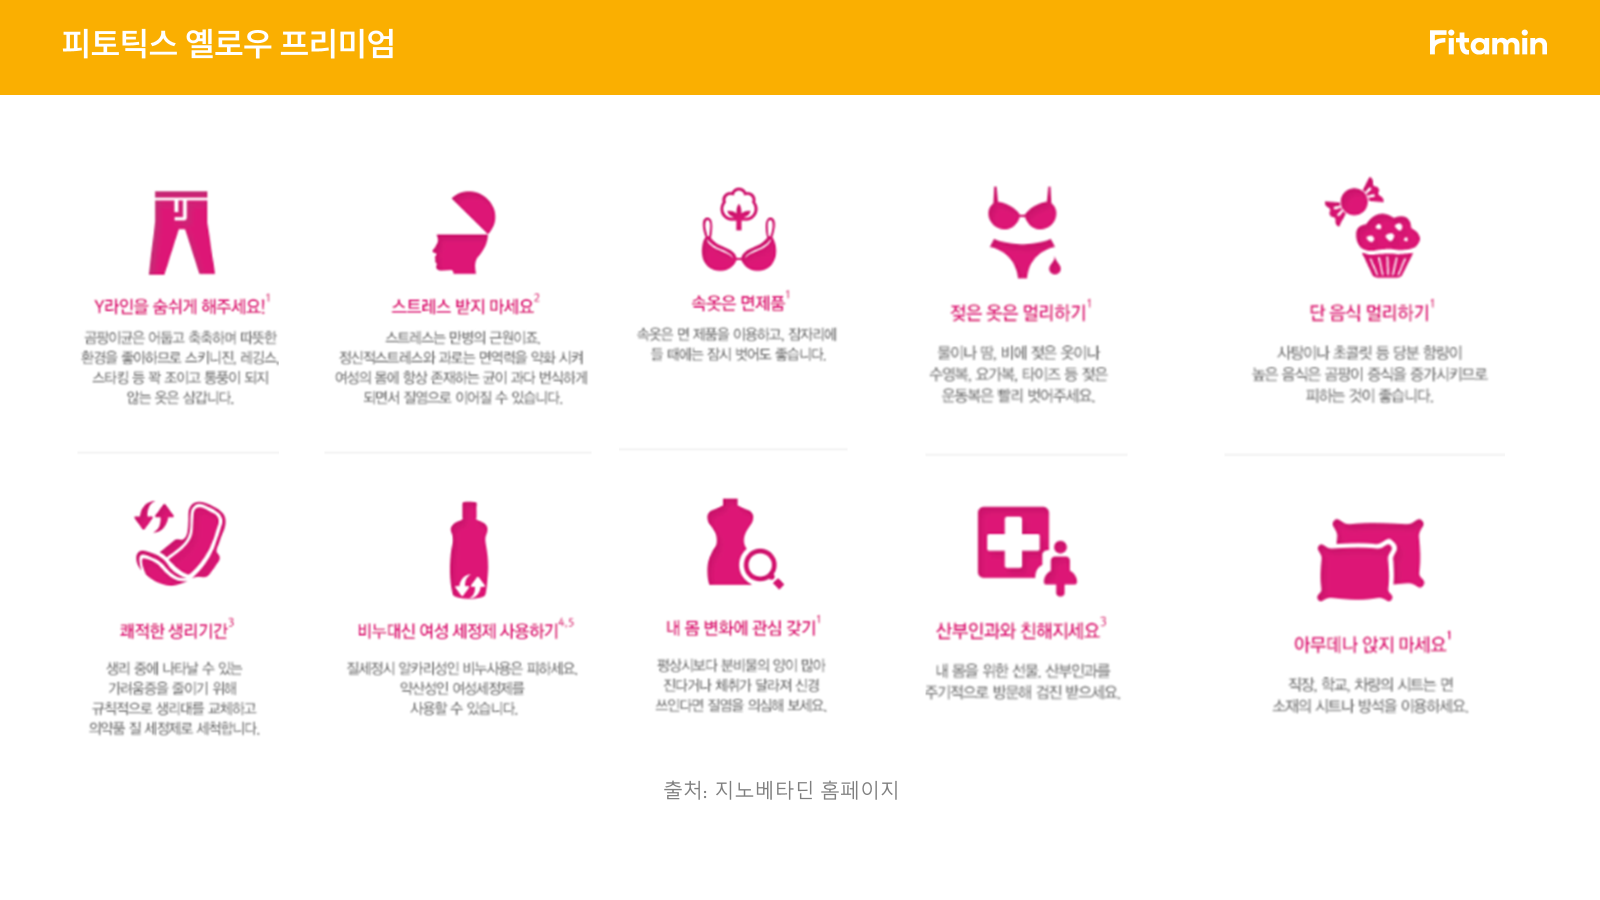 피토틱스 옐로우 프리미엄
Fitamin
Y라인을 숨쉬게 해주세요!1
곰팡이균은 어둡고 축축하며 따뜻한
환경을 좋아하므로 스키니진, 레깅스,
스타킹 등 꽉 조이고 통풍이 되지
않는 옷은 삼갑니다.
스트레스 받지 마세요2
스트레스는 만병의 근원이죠.
정신적스트레스와 과로는 면역력을 약화 시켜
여성의 몸에 항상 존재하는 균이 과다 번식하게
되면서 질염으로 이어질 수 있습니다.
속옷은 면제품1
속옷은 면 제품을 이용하고, 잠자리에
들 때에는 잠시 벗어도 좋습니다.
젖은 옷은 멀리하기1
물이나 땀, 비에 젖은 옷이나
수영복, 요가복, 타이즈 등 젖은
운동복은 빨리 벗어주세요.
단 음식 멀리하기1
사탕이나 초콜릿 등 당분 함량이
높은 음식은 곰팡이 증식을 증가시키므로
피하는 것이 좋습니다.
쾌적한 생리기간3
생리 중에 나타날 수 있는
가려움증을 줄이기 위해
규칙적으로 생리대를 교체하고
의약품 질 세정제로 세척합니다.
비누대신 여성 세정제 사용하기4,5
질세정시 알카리성인 비누사용은 피하세요.
약산성인 여성세정제를
사용할 수 있습니다.
내 몸 변화에 관심 갖기1
평상시보다 분비물의 양이 많아
진다거나 체취가 달라져 신경
쓰인다면 질염을 의심해 보세요.
산부인과와 친해지세요3
내 몸을 위한 선물, 산부인과를
주기적으로 방문해 검진 받으세요.
아무데나 앉지 마세요1
직장, 학교, 차량의 시트는 면
소재의 시트나 방석을 이용하세요.
출처: 지노베타딘 홈페이지